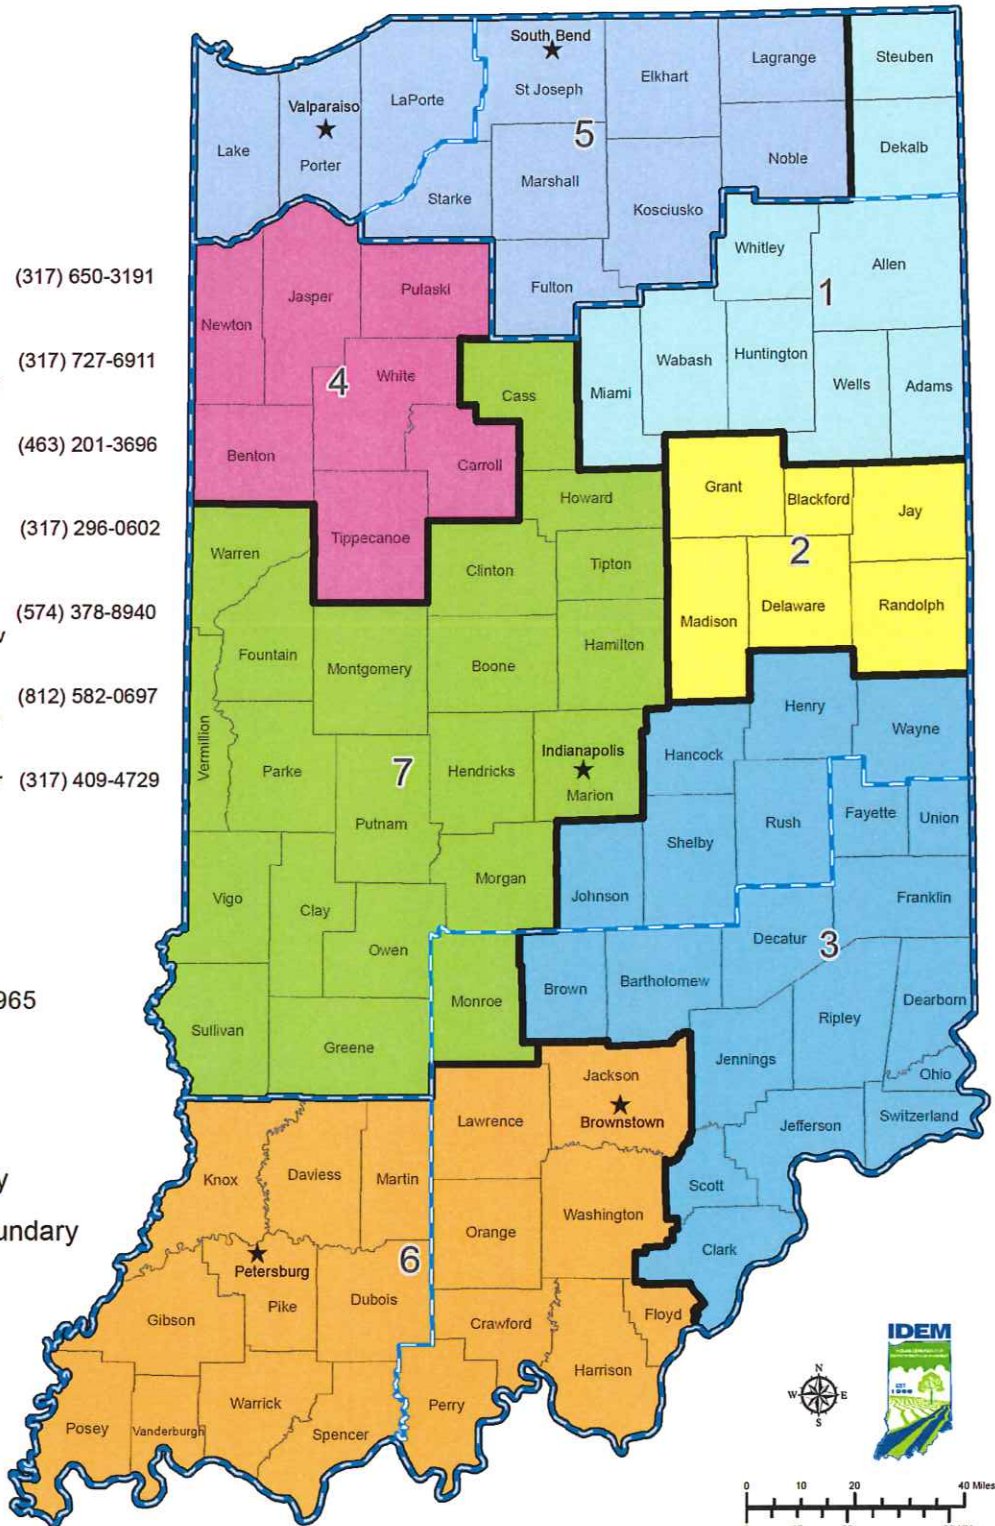 South Bend
Lagrange
Steuben
Elkhart
St Joseph
LaPorte
Valparaiso
5
Dekalb
Lake
Porter
Noble
Marshall
Starke
Kosciusko
Whitley
Allen
(317) 650-3191
Fulton
Pulaski
Jasper
1
Newton
(317) 727-6911
Wabash
Huntington
White
4
Cass
Miami
Wells
Adams
(463) 201-3696
Benton
Carroll
Grant
Blackford
Howard
Jay
(317) 296-0602
Tippecanoe
Warren
2
Clinton
Tipton
(574) 378-8940
Madison
Delaware
Randolph
Fountain
Montgomery
Boone
Hamilton
(812) 582-0697
Henry
Wayne
Vermillion
Hancock
Indianapolis
(317) 409-4729
Parke
7
Hendricks
Marion
Putnam
Rush
Fayette
Union
Shelby
Vigo
Clay
Morgan
Johnson
Franklin
Owen
Decatur
3
965
Brown
Bartholomew
Monroe
Dearborn
Sullivan
Greene
Ripley
Jennings
Ohio
Jackson
Lawrence
Brownstown
Jefferson
Switzerland
y
Knox
Daviess
Martin
Scott
undary
Orange
Washington
Clark
6
Petersburg
Gibson
Pike
Dubois
Crawford
Floyd
IDEM
Harrison
N
W
E
S
Posey
Vanderburgh
Warrick
Spencer
Perry
0 10 20 40 Miles